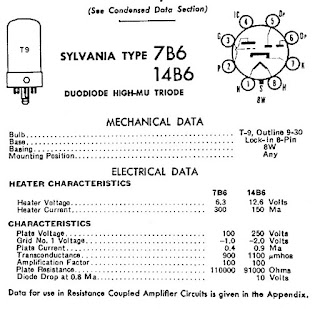 (See Condensed Data Section)
T9
SYLVANIA TYPE 7B6
14B6
DUODIODE HIGH-MU TRIODE
IC
DP
G
DP
P
K
H
S
H
8W
MECHANICAL DATA
Bulb T-9, Outline 9-30
Base Lock-In 8-Pin
Basing 8W
Mounting Position Any
ELECTRICAL DATA
HEATER CHARACTERISTICS
7B6 14B6
Heater Voltage 6.3 12.6 Volts
Heater Current 300 150 Ma
CHARACTERISTICS
Plate Voltage 100 250 Volts
Grid No. 1 Voltage -1.0 -2.0 Volts
Plate Current 0.4 0.9 Ma
Transconductance 900 1100 μmhos
Amplification Factor 100 100
Plate Resistance 110000 91000 Ohms
Diode Drop at 0.8 Ma 10 Volts
Data for use in Resistance Coupled Amplifier Circuits is given in the Appendix.